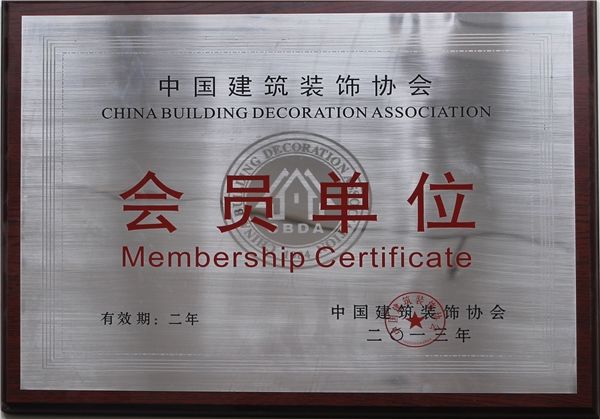 中国建筑装饰协会
CHINA BUILDING DECORATION ASSOCIATION
会员单位
Membership Certificate
有效期：二年
中国建筑装饰协会
二〇一三年